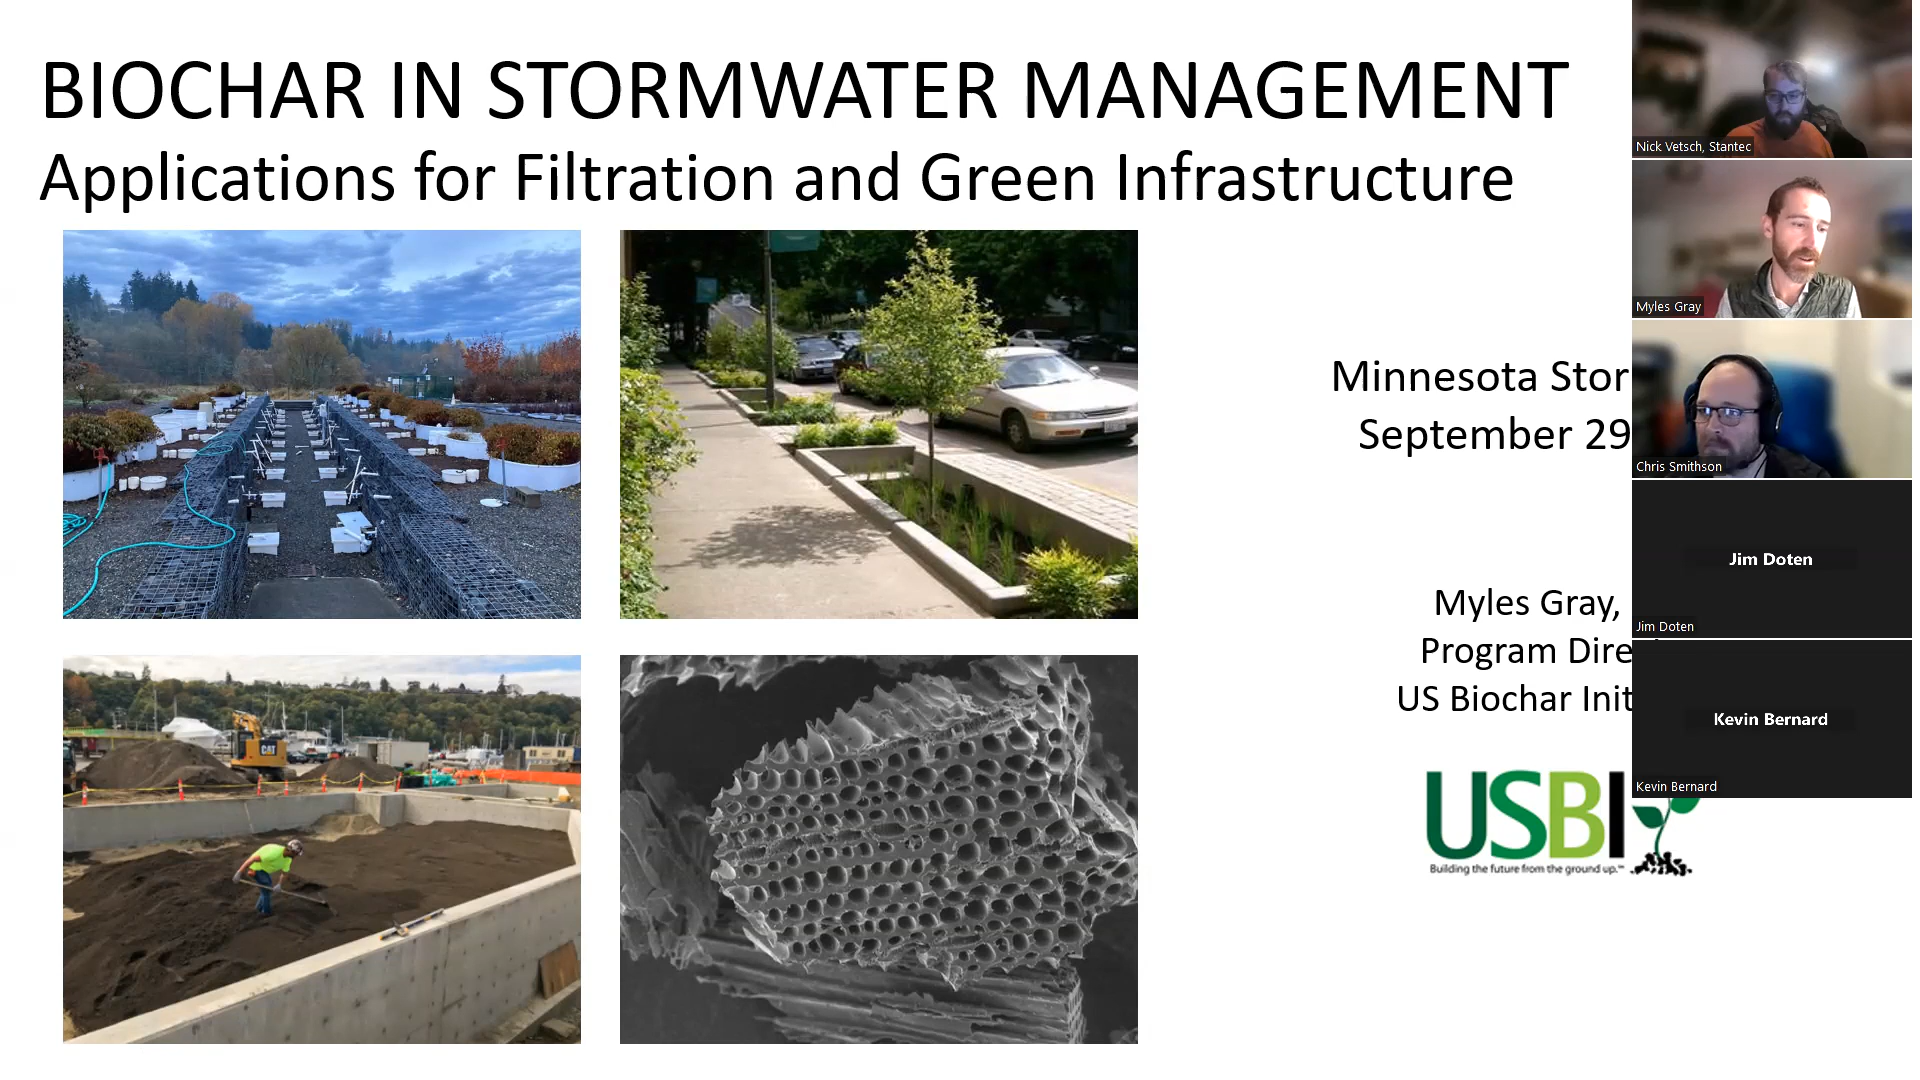 BIOCHAR IN STORMWATER MANAGEMENT
Applications for Filtration and Green Infrastructure
Minnesota Stor
September 29
Myles Gray,
Program Dire
US Biochar Init
USBI
Building the future from the ground up.℠
CAT
Nick Vetsch, Stantec
Myles Gray
Chris Smithson
Jim Doten
Jim Doten
Kevin Bernard
Kevin Bernard